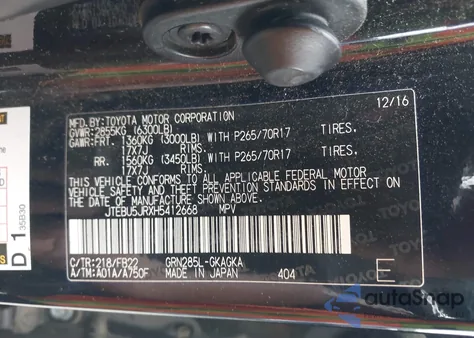 12/16
MFD.BY:TOYOTA MOTOR CORPORATION
GVWR:2855KG (6300LB)
GAWR:FRT. 1360KG (3000LB) WITH P265/70R17 TIRES.
17X7J RIMS.
RR. 1560KG (3450LB) WITH P265/70R17 TIRES.
17X7J RIMS.
THIS VEHICLE CONFORMS TO ALL APPLICABLE FEDERAL MOTOR
VEHICLE SAFETY AND THEFT PREVENTION STANDARDS IN EFFECT
ON THE DATE OF MANUFACTURE SHOWN ABOVE.
JTEBU5JRXH5412668 MPV
C/TR:218/FB22 GRN285L-GKAGKA
A/TM:A01A/A750F MADE IN JAPAN 404
E
D 1
35B30
AutoSnap